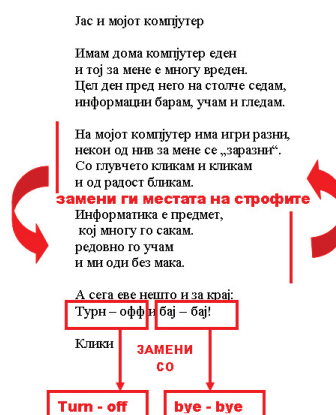 Јас и мојот компјутер
Имам дома компјутер еден
и тој за мене е многу вреден.
Цел ден пред него на столче седам,
информации барам, учам и гледам.
На мојот компјутер има игри разни,
некои од нив за мене се „заразни“.
Со глувчето кликам и кликам
и од радост бликам.
замени ги местата на строфите
Информатика е предмет,
кој многу го сакам.
редовно го учам
и ми оди без мака.
А сега еве нешто и за крај:
Турн – офф и бај – бај!
Клики
ЗАМЕНИ
СО
Turn - off
bye - bye